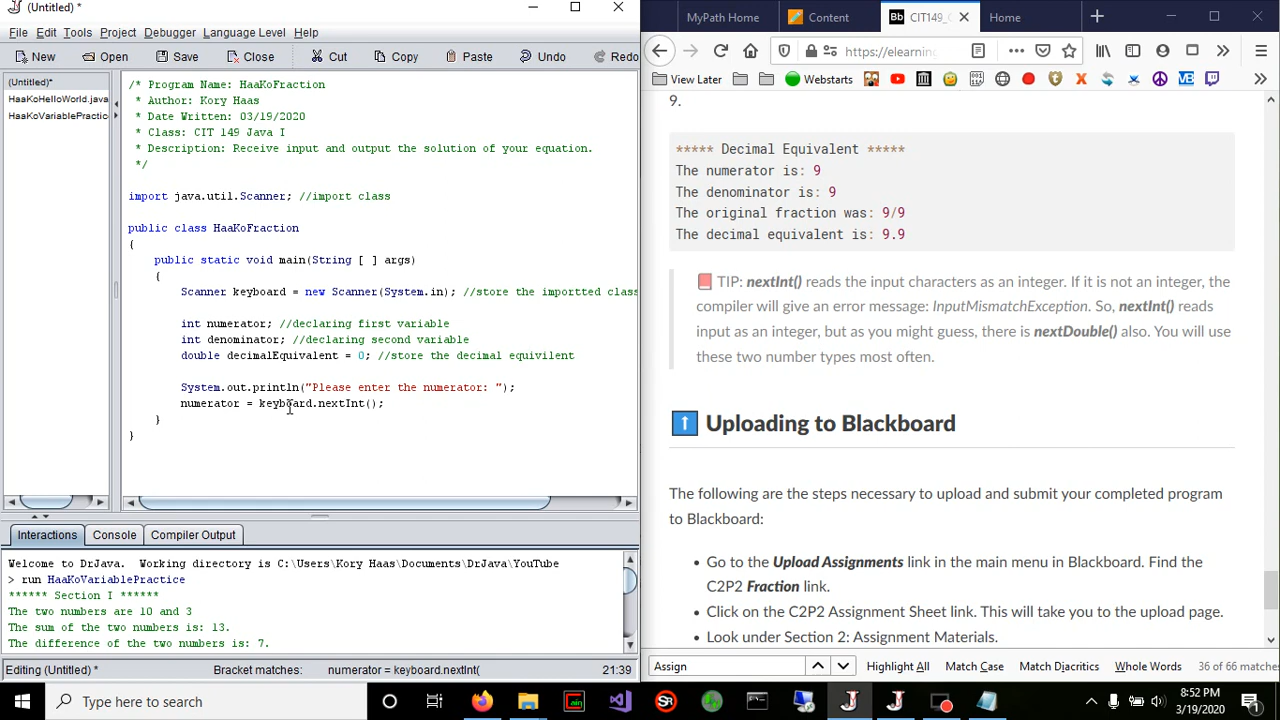 (Untitled) *
File Edit Tools Project Debugger Language Level Help
New Open Save Close Cut Copy Paste Undo Redo
(Untitled)*
HaaKoHelloWorld.java
HaaKoVariablePractic
/* Program Name: HaaKoFraction
* Author: Kory Haas
* Date Written: 03/19/2020
* Class: CIT 149 Java I
* Description: Receive input and output the solution of your equation.
*/
import java.util.Scanner; //import class
public class HaaKoFraction
{
public static void main(String [ ] args)
{
Scanner keyboard = new Scanner(System.in); //store the importted class
int numerator; //declaring first variable
int denominator; //declaring second variable
double decimalEquivalent = 0; //store the decimal equivilent
System.out.println("Please enter the numerator: ");
numerator = keyboard.nextInt();
}
}
Interactions Console Compiler Output
Welcome to DrJava. Working directory is C:\Users\Kory Haas\Documents\DrJava\YouTube
> run HaaKoVariablePractice
****** Section I ******
The two numbers are 10 and 3
The sum of the two numbers is: 13.
The difference of the two numbers is: 7.
Editing (Untitled) * Bracket matches: numerator = keyboard.nextInt( 21:39
MyPath Home Content Bb CIT149_C Home
https://elearning
View Later Webstarts
9.
***** Decimal Equivalent *****
The numerator is: 9
The denominator is: 9
The original fraction was: 9/9
The decimal equivalent is: 9.9
TIP: nextInt() reads the input characters as an integer. If it is not an integer, the
compiler will give an error message: InputMismatchException. So, nextInt() reads
input as an integer, but as you might guess, there is nextDouble() also. You will use
these two number types most often.
Uploading to Blackboard
The following are the steps necessary to upload and submit your completed program
to Blackboard:
• Go to the Upload Assignments link in the main menu in Blackboard. Find the
C2P2 Fraction link.
• Click on the C2P2 Assignment Sheet link. This will take you to the upload page.
• Look under Section 2: Assignment Materials.
Assign Highlight All Match Case Match Diacritics Whole Words 36 of 66 matches
Type here to search
8:52 PM
3/19/2020